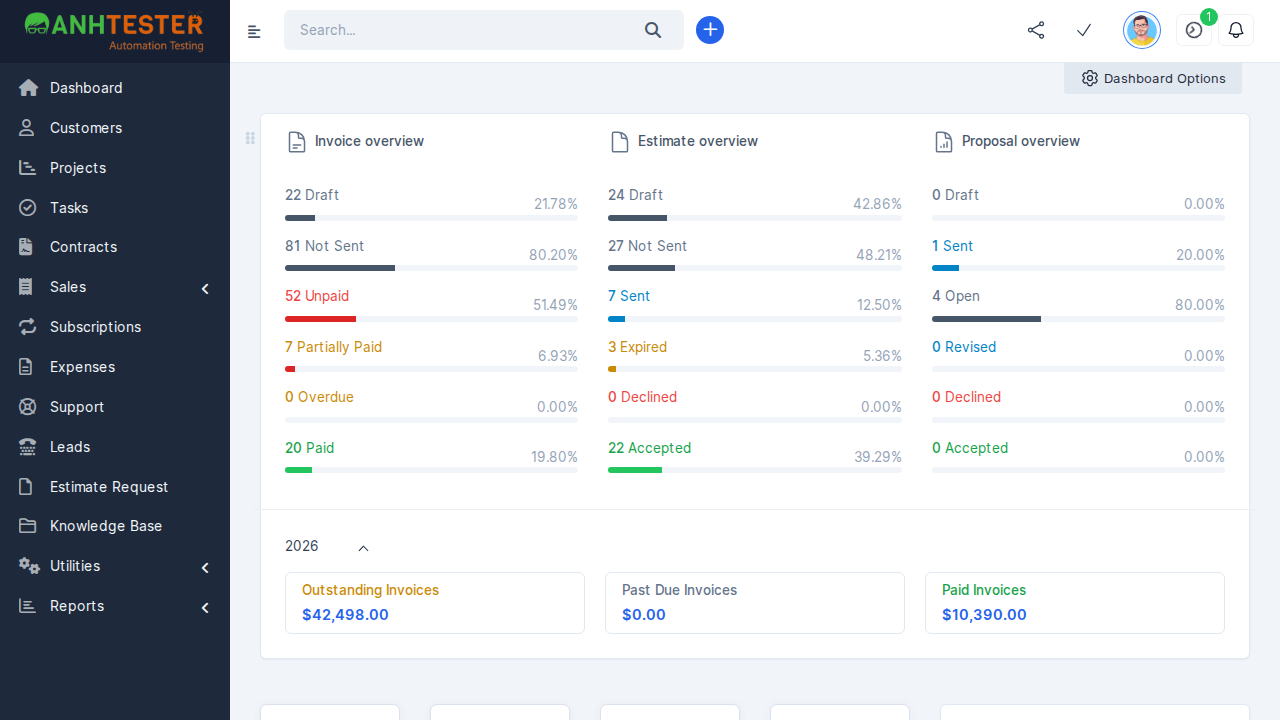 ANHTESTER
Automation Testing
Search...
1
Dashboard Options
Dashboard
Customers
Projects
Tasks
Contracts
Sales
Subscriptions
Expenses
Support
Leads
Estimate Request
Knowledge Base
Utilities
Reports
Invoice overview
22 Draft
21.78%
81 Not Sent
80.20%
52 Unpaid
51.49%
7 Partially Paid
6.93%
0 Overdue
0.00%
20 Paid
19.80%
Estimate overview
24 Draft
42.86%
27 Not Sent
48.21%
7 Sent
12.50%
3 Expired
5.36%
0 Declined
0.00%
22 Accepted
39.29%
Proposal overview
0 Draft
0.00%
1 Sent
20.00%
4 Open
80.00%
0 Revised
0.00%
0 Declined
0.00%
0 Accepted
0.00%
2026
Outstanding Invoices
$42,498.00
Past Due Invoices
$0.00
Paid Invoices
$10,390.00